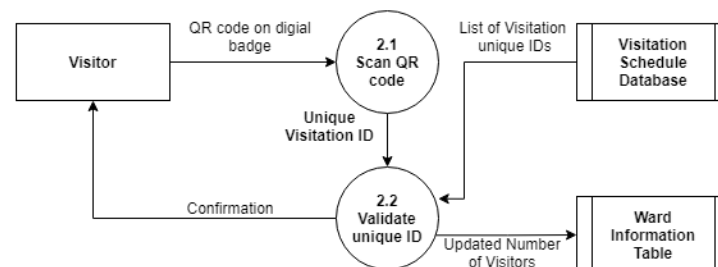 QR code on digial
badge
Visitor
2.1
Scan QR
code
List of Visitation
unique IDs
Visitation
Schedule
Database
Unique
Visitation ID
Confirmation
2.2
Validate
unique ID
Updated Number
of Visitors
Ward
Information
Table